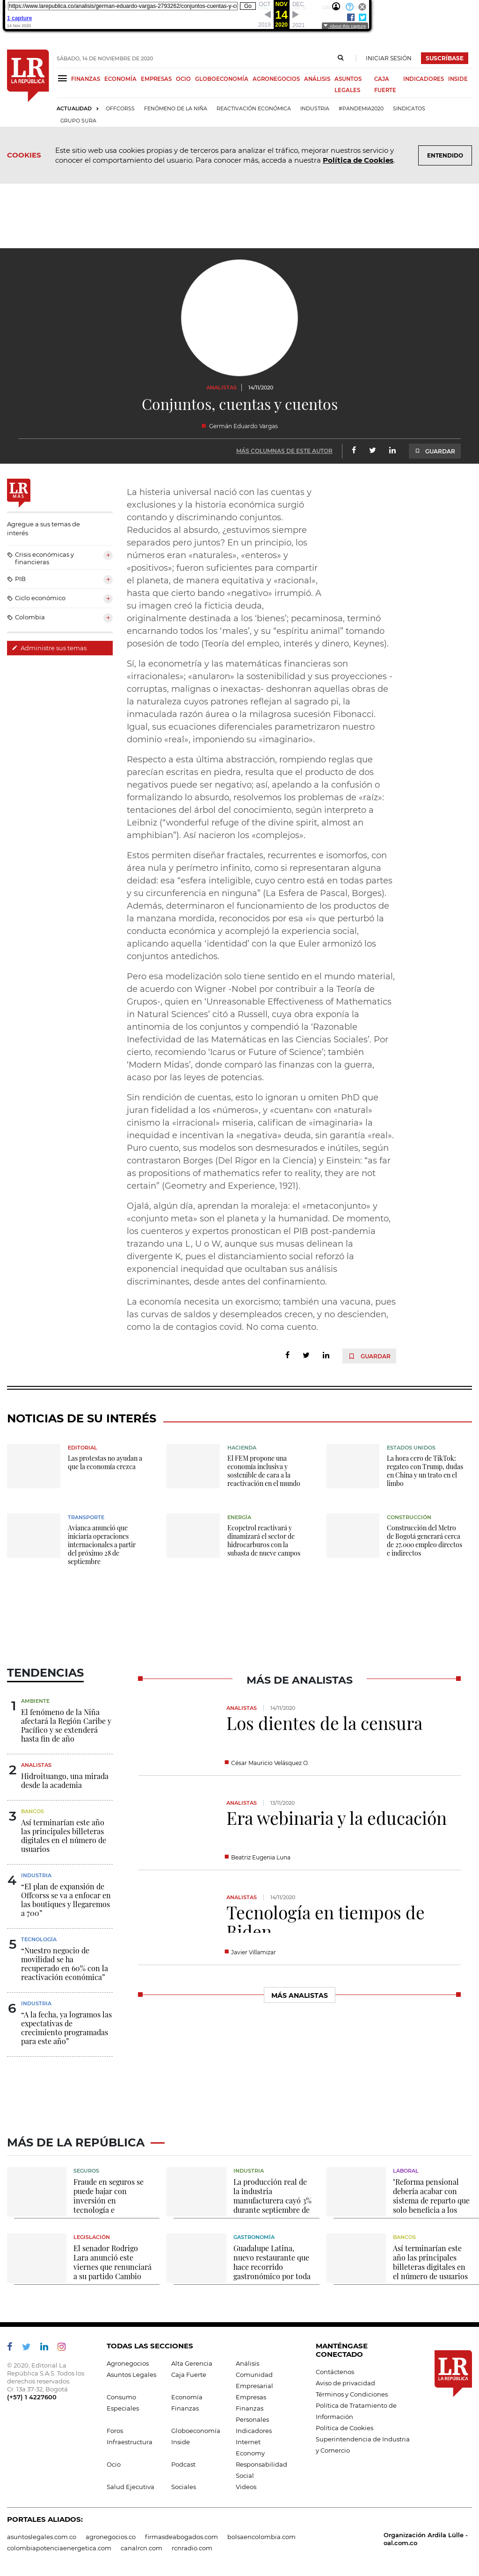 https://www.larepublica.co/analisis/german-eduardo-vargas-2793262/conjuntos-cuentas-y-c
Go
OCT NOV DEC
14
2019 2020 2021
1 capture
14 Nov 2020
About this capture
LR
LA REPÚBLICA
SÁBADO, 14 DE NOVIEMBRE DE 2020
INICIAR SESIÓN
SUSCRÍBASE
FINANZAS ECONOMÍA EMPRESAS OCIO GLOBOECONOMÍA AGRONEGOCIOS ANÁLISIS ASUNTOS LEGALES CAJA FUERTE INDICADORES INSIDE
ACTUALIDAD OFFCORSS FENÓMENO DE LA NIÑA REACTIVACIÓN ECONÓMICA INDUSTRIA #PANDEMIA2020 SINDICATOS
GRUPO SURA
COOKIES
Este sitio web usa cookies propias y de terceros para analizar el tráfico, mejorar nuestros servicio y
conocer el comportamiento del usuario. Para conocer más, acceda a nuestra Política de Cookies.
ENTENDIDO
ANALISTAS 14/11/2020
Conjuntos, cuentas y cuentos
Germán Eduardo Vargas
MÁS COLUMNAS DE ESTE AUTOR
GUARDAR
LR
MÁS
Agregue a sus temas de
interés
Crisis económicas y
financieras
+
PIB
+
Ciclo económico
+
Colombia
+
Administre sus temas
La histeria universal nació con las cuentas y
exclusiones y la historia económica surgió
contando y discriminando conjuntos.
Reducidos al absurdo, ¿estuvimos siempre
separados pero juntos? En un principio, los
números eran «naturales», «enteros» y
«positivos»; fueron suficientes para compartir
el planeta, de manera equitativa y «racional»,
hasta que cierto bando «negativo» irrumpió. A
su imagen creó la ficticia deuda,
originalmente destinada a los 'bienes'; pecaminosa, terminó
encarnando todos los 'males', y su "espíritu animal" tomando
posesión de todo (Teoría del empleo, interés y dinero, Keynes).
Sí, la econometría y las matemáticas financieras son
«irracionales»; «anularon» la sostenibilidad y sus proyecciones -
corruptas, malignas o inexactas- deshonran aquellas obras de
arte y espirales naturales que reflejan al sagrado pi, la
inmaculada razón áurea o la milagrosa sucesión Fibonacci.
Igual, sus métodos ecuaciones diferenciales parametrizaron nuestro
dominio «real», imponiendo su «imaginario».
Respecto a esta última abstracción, rompiendo reglas que
parecían escritas en piedra, resulta que el producto de dos
negativos puede ser negativo; así, apelando a la confusión o
formalizando lo absurdo, resolvemos los problemas de «raíz»:
tentaciones del árbol del conocimiento, según interpreto a
Leibniz ("wonderful refuge of the divine spirit, almost an
amphibian"). Así nacieron los «complejos».
Estos permiten diseñar fractales, recurrentes e isomorfos, con
área nula y perímetro infinito, como si representaran alguna
deidad: esa "esfera inteligible, cuyo centro está en todas partes
y su circunferencia en ninguna" (La Esfera de Pascal, Borges).
Además, determinaron el funcionamiento de los productos de
la manzana mordida, reconocidos por esa «i» que perturbó la
conducta económica y acomplejó el comportamiento social,
aplicando aquella 'identidad' con la que Euler armonizó los
conjuntos antedichos.
Pero esa modelización solo tiene sentido en el mundo material,
de acuerdo con Wigner -Nobel por contribuir a la Teoría de
Grupos-, quien en 'Unreasonable Effectiveness of Mathematics
in Natural Sciences' citó a Russell, cuya obra expone la
antinomia de los conjuntos y compendió la 'Razonable
Inefectividad de las Matemáticas en las Ciencias Sociales'. Por
cierto, recomiendo 'Icarus or Future of Science'; también
'Modern Midas', donde comparó las finanzas con la guerra,
acaso por las leyes de potencias.
Sin rendición de cuentas, esto lo ignoran u omiten PhD que
juran fidelidad a los «números», y «cuentan» con «natural»
cinismo la «irracional» miseria, califican de «imaginaria» la
inequidad e incentivan la «negativa» deuda, sin garantía «real».
Puro encanto, sus modelos son imprecisos e inútiles, según
contrastaron Borges (Del Rigor en la Ciencia) y Einstein: "as far
as propositions of mathematics refer to reality, they are not
certain" (Geometry and Experience, 1921).
Ojalá, algún día, aprendan la moraleja: el «metaconjunto» y
«conjunto meta» son el planeta y la humanidad. De momento,
los cuenteros y expertos pronostican el PIB post-pandemia
trazando una L, U o W, aunque sus musas delinean la
divergente K, pues el distanciamiento social reforzó la
exponencial inequidad que ocultaban sus análisis
discriminantes, desde antes del confinamiento.
La economía necesita un exorcismo; también una vacuna, pues
las curvas de saldos y desempleados crecen, y no descienden,
como la de contagios covid. No coma cuento.
GUARDAR
NOTICIAS DE SU INTERÉS
EDITORIAL
Las protestas no ayudan a
que la economía crezca
HACIENDA
El FEM propone una
economía inclusiva y
sostenible de cara a la
reactivación en el mundo
ESTADOS UNIDOS
La hora cero de TikTok:
regateo con Trump, dudas
en China y un trato en el
limbo
TRANSPORTE
Avianca anunció que
iniciaría operaciones
internacionales a partir
del próximo 28 de
septiembre
ENERGÍA
Ecopetrol reactivará y
dinamizará el sector de
hidrocarburos con la
subasta de nueve campos
CONSTRUCCIÓN
Construcción del Metro
de Bogotá generará cerca
de 27.000 empleo directos
e indirectos
TENDENCIAS
1
AMBIENTE
El fenómeno de la Niña
afectará la Región Caribe y
Pacífico y se extenderá
hasta fin de año
2
ANALISTAS
Hidroituango, una mirada
desde la academia
3
BANCOS
Así terminarían este año
las principales billeteras
digitales en el número de
usuarios
4
INDUSTRIA
"El plan de expansión de
Offcorss se va a enfocar en
las boutiques y llegaremos
a 700"
5
TECNOLOGÍA
"Nuestro negocio de
movilidad se ha
recuperado en 60% con la
reactivación económica"
6
INDUSTRIA
"A la fecha, ya logramos las
expectativas de
crecimiento programadas
para este año"
MÁS DE ANALISTAS
ANALISTAS 14/11/2020
Los dientes de la censura
César Mauricio Velásquez O.
ANALISTAS 13/11/2020
Era webinaria y la educación
Beatriz Eugenia Luna
ANALISTAS 14/11/2020
Tecnología en tiempos de
Biden
Javier Villamizar
MÁS ANALISTAS
MÁS DE LA REPÚBLICA
SEGUROS
Fraude en seguros se
puede bajar con
inversión en
tecnología e
INDUSTRIA
La producción real de
la industria
manufacturera cayó 3%
durante septiembre de
LABORAL
"Reforma pensional
debería acabar con
sistema de reparto que
solo beneficia a los
LEGISLACIÓN
El senador Rodrigo
Lara anunció este
viernes que renunciará
a su partido Cambio
GASTRONOMÍA
Guadalupe Latina,
nuevo restaurante que
hace recorrido
gastronómico por toda
BANCOS
Así terminarían este
año las principales
billeteras digitales en
el número de usuarios
© 2020, Editorial La
República S.A.S. Todos los
derechos reservados.
Cr. 13a 37-32, Bogotá
(+57) 1 4227600
TODAS LAS SECCIONES
Agronegocios Alta Gerencia Análisis
Asuntos Legales Caja Fuerte Comunidad
Empresarial
Consumo Economía Empresas
Especiales Finanzas Finanzas
Personales
Foros Globoeconomía Indicadores
Infraestructura Inside Internet
Economy
Ocio Podcast Responsabilidad
Social
Salud Ejecutiva Sociales Videos
MANTÉNGASE
CONECTADO
Contáctenos
Aviso de privacidad
Términos y Condiciones
Política de Tratamiento de
Información
Política de Cookies
Superintendencia de Industria
y Comercio
LR
LA REPÚBLICA
PORTALES ALIADOS:
asuntoslegales.com.co agronegocios.co firmasdeabogados.com bolsaencolombia.com
colombiapotenciaenergetica.com canalrcn.com rcnradio.com
Organización Ardila Lülle -
oal.com.co